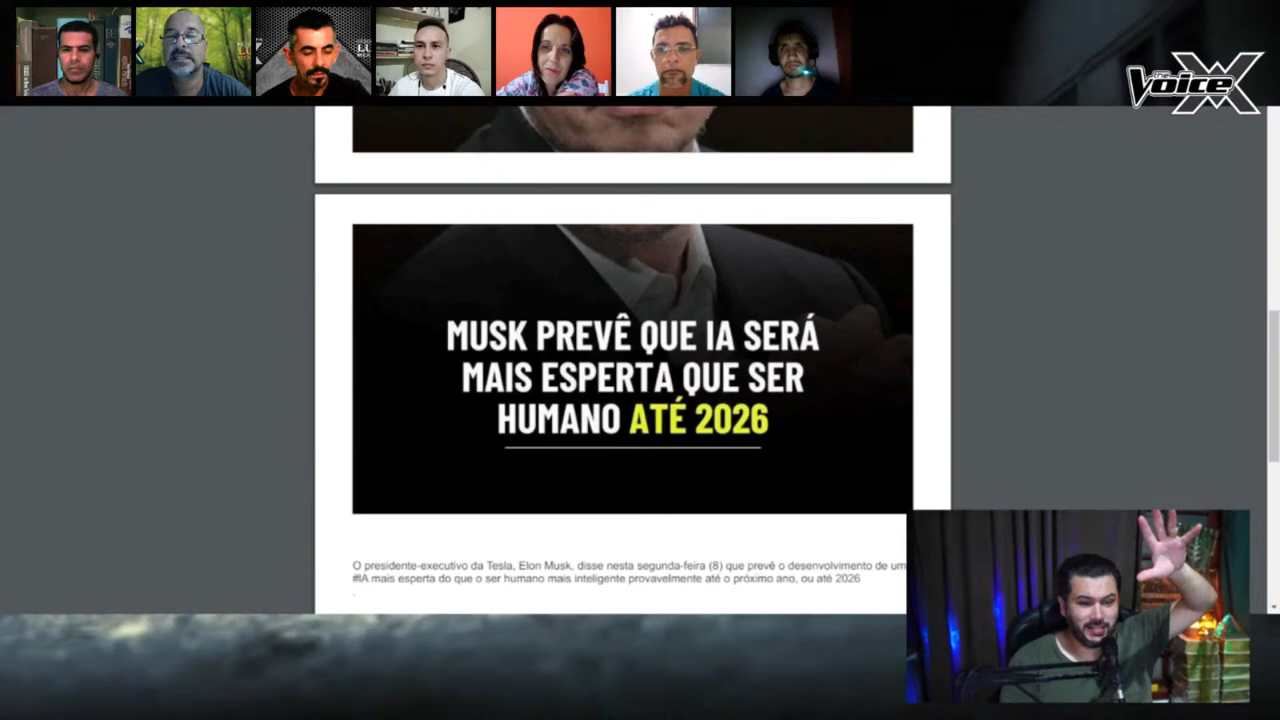 the Voice X
MUSK PREVÊ QUE IA SERÁ
MAIS ESPERTA QUE SER
HUMANO ATÉ 2026
O presidente-executivo da Tesla, Elon Musk, disse nesta segunda-feira (8) que prevê o desenvolvimento de um
#IA mais esperta do que o ser humano mais inteligente provavelmente até o próximo ano, ou até 2026